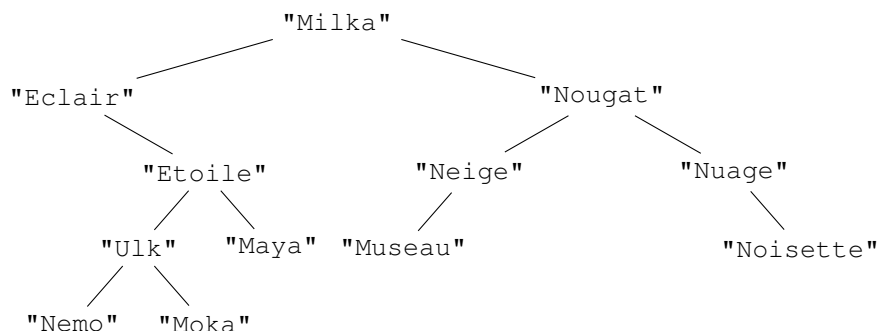 "Milka"
"Eclair" "Nougat"
"Etoile" "Neige" "Nuage"
"Ulk" "Maya" "Museau" "Noisette"
"Nemo" "Moka"